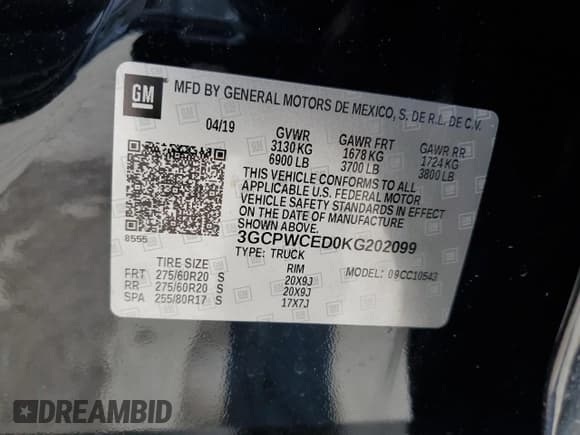 GM
MFD BY GENERAL MOTORS DE MEXICO, S. DE R.L. DE C.V.
04/19 GVWR GAWR FRT GAWR RR
3130 KG 1678 KG 1724 KG
6900 LB 3700 LB 3800 LB
THIS VEHICLE CONFORMS TO ALL
APPLICABLE U.S. FEDERAL MOTOR
VEHICLE SAFETY STANDARDS IN EFFECT
ON THE DATE OF MANUFACTURE
SHOWN ABOVE.
8555
3GCPWCED0KG202099
TYPE: TRUCK
TIRE SIZE RIM MODEL: 09CC10543
FRT 275/60R20 S 20X9J
RR 275/60R20 S 20X9J
SPA 255/80R17 S 17X7J
DREAMBID